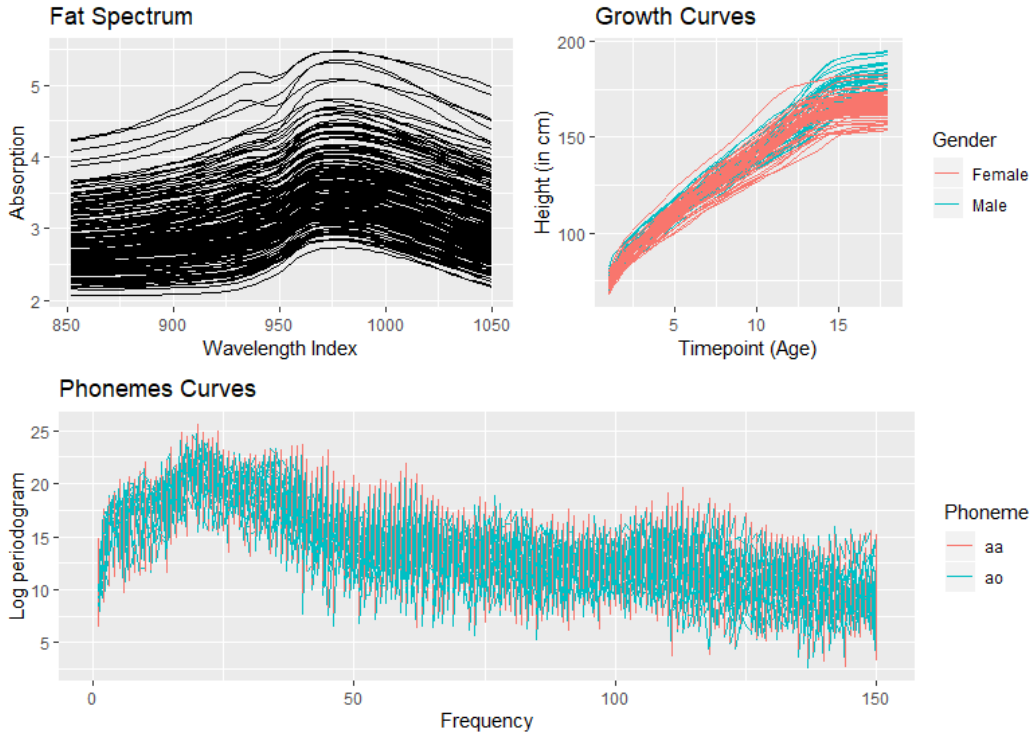 Fat Spectrum
Absorption
5
4
3
2
850 900 950 1000 1050
Wavelength Index
Growth Curves
Height (in cm)
200
150
100
5 10 15
Timepoint (Age)
Gender
Female
Male
Phonemes Curves
Log periodogram
25
20
15
10
5
0 50 100 150
Frequency
Phoneme
aa
ao